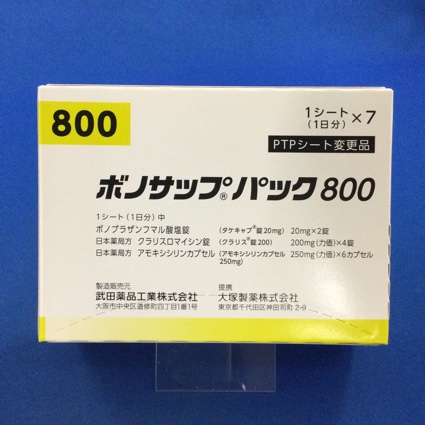 800
1シート×7
(1日分)
PTPシート変更品
ボノサップ®パック800
1シート(1日分)中
ボノプラザンフマル酸塩錠 (タケキャブ®錠20mg) 20mg×2錠
日本薬局方 クラリスロマイシン錠 (クラリス®錠200) 200mg(力価)×4錠
日本薬局方 アモキシシリンカプセル (アモキシシリンカプセル 250mg(力価)×6カプセル
250mg)
製造販売元 提携
武田薬品工業株式会社 大塚製薬株式会社
大阪市中央区道修町四丁目1番1号 東京都千代田区神田司町2-9